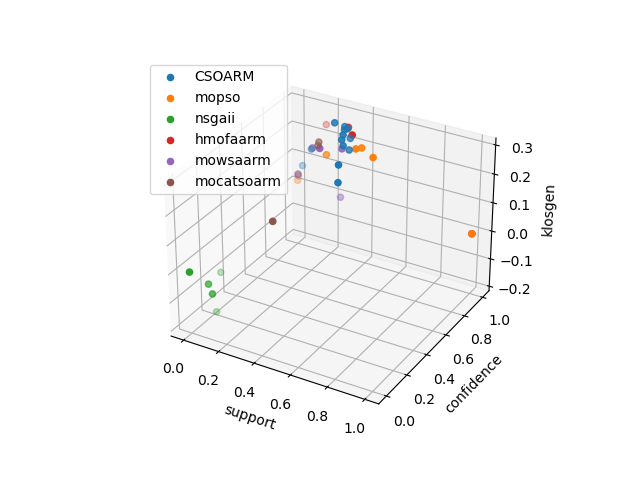 CSOARM
mopso
nsgaii
hmofaarm
mowsaarm
mocatsoarm
0.3
0.2
0.1
0.0
−0.1
−0.2
klosgen
0.0
0.2
0.4
0.6
0.8
1.0
support
0.0
0.2
0.4
0.6
0.8
1.0
confidence